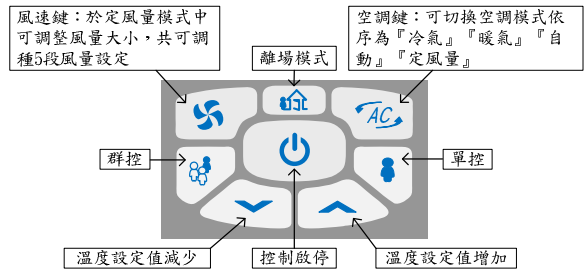 風速鍵：於定風量模式中
可調整風量大小，共可調
種5段風量設定
離場模式
空調鍵：可切換空調模式依
序為『冷氣』『暖氣』『自
動』『定風量』
AC
群控
單控
溫度設定值減少
控制啟停
溫度設定值增加